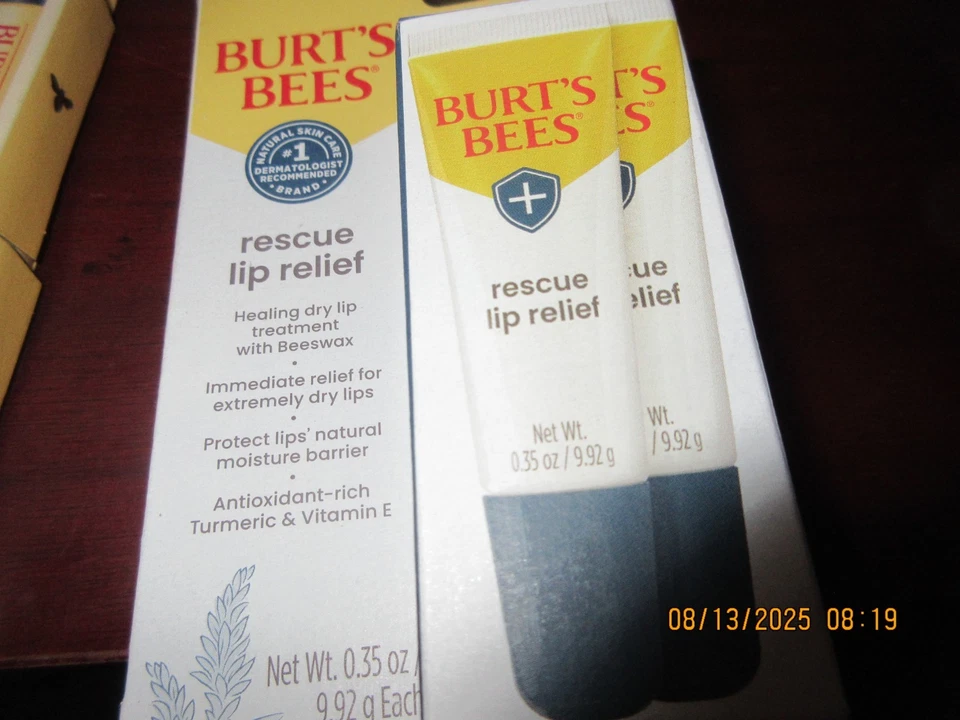 BURT'S
BEES®
NATURAL SKIN CARE
#1
DERMATOLOGIST
RECOMMENDED
• BRAND •
rescue
lip relief
Healing dry lip
treatment
with Beeswax
•
Immediate relief for
extremely dry lips
•
Protect lips' natural
moisture barrier
•
Antioxidant-rich
Turmeric & Vitamin E
Net Wt. 0.35 oz /
9.92 g Each
BURT'S
BEES®
rescue
lip relief
Net Wt.
0.35 oz / 9.92 g
T'S
ES®
cue
elief
Wt.
/ 9.92 g
08/13/2025 08:19